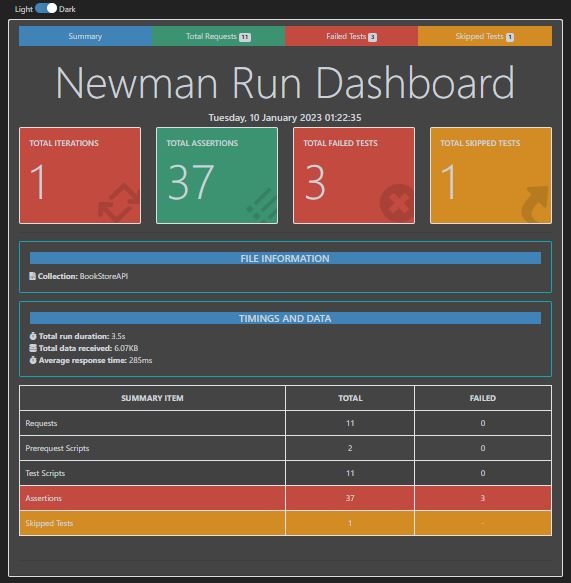 Light Dark
Summary Total Requests 11 Failed Tests 3 Skipped Tests 1
Newman Run Dashboard
Tuesday, 10 January 2023 01:22:35
TOTAL ITERATIONS TOTAL ASSERTIONS TOTAL FAILED TESTS TOTAL SKIPPED TESTS
1 37 3 1
FILE INFORMATION
Collection: BookStoreAPI
TIMINGS AND DATA
Total run duration: 3.5s
Total data received: 6.07KB
Average response time: 285ms
SUMMARY ITEM TOTAL FAILED
Requests 11 0
Prerequest Scripts 2 0
Test Scripts 11 0
Assertions 37 3
Skipped Tests 1 -